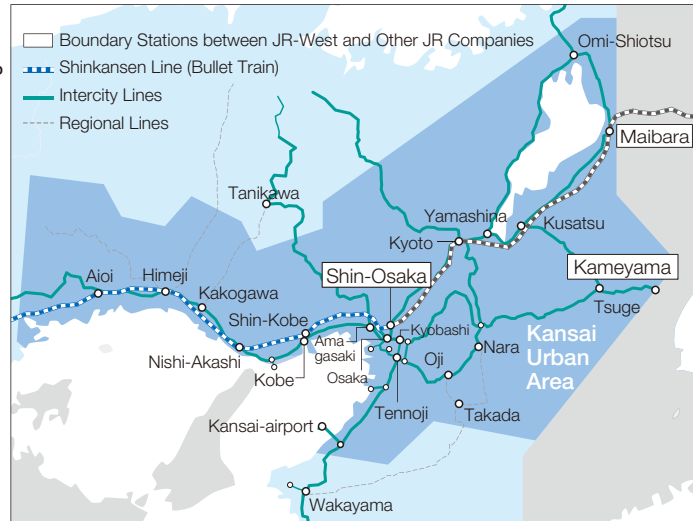 Boundary Stations between JR-West and Other JR Companies
Shinkansen Line (Bullet Train)
Intercity Lines
Regional Lines
Omi-Shiotsu
Maibara
Tanikawa
Yamashina
Kusatsu
Kyoto
Shin-Osaka
Kameyama
Aioi
Himeji
Kakogawa
Tsuge
Shin-Kobe
Ama
gasaki
Kyobashi
Kansai
Urban
Area
Nishi-Akashi
Kobe
Osaka
Oji
Nara
Tennoji
Takada
Kansai-airport
Wakayama